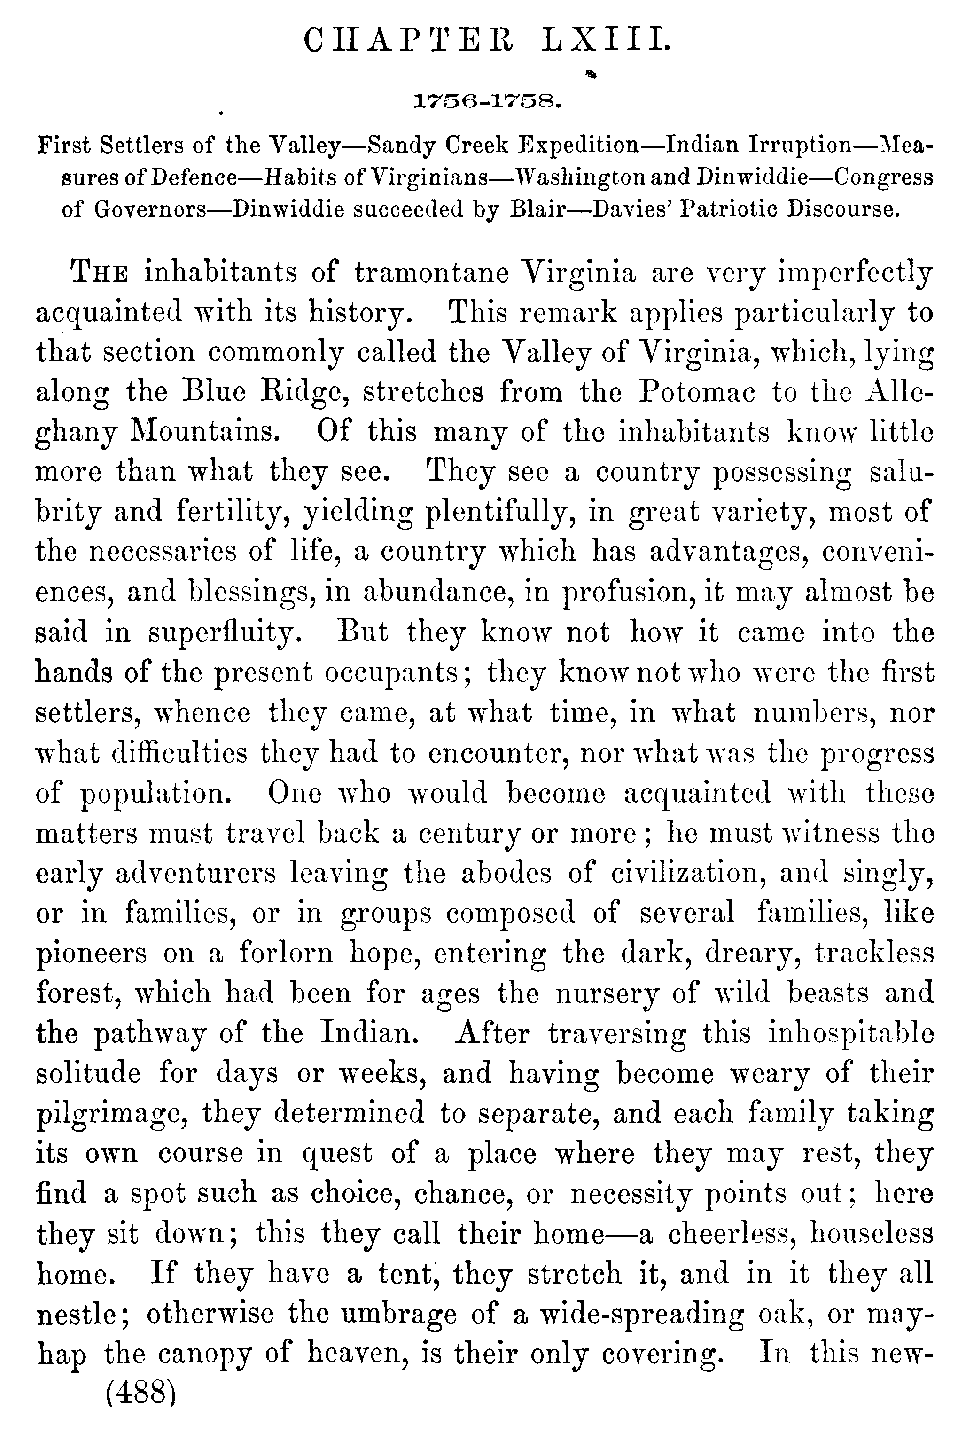 CHAPTER LXIII.
1756-1758.
First Settlers of the Valley—Sandy Creek Expedition—Indian Irruption—Mea-
sures of Defence—Habits of Virginians—Washington and Dinwiddie—Congress
of Governors—Dinwiddie succeeded by Blair—Davies' Patriotic Discourse.
THE inhabitants of tramontane Virginia are very imperfectly
acquainted with its history. This remark applies particularly to
that section commonly called the Valley of Virginia, which, lying
along the Blue Ridge, stretches from the Potomac to the Alle-
ghany Mountains. Of this many of the inhabitants know little
more than what they see. They see a country possessing salu-
brity and fertility, yielding plentifully, in great variety, most of
the necessaries of life, a country which has advantages, conveni-
ences, and blessings, in abundance, in profusion, it may almost be
said in superfluity. But they know not how it came into the
hands of the present occupants; they know not who were the first
settlers, whence they came, at what time, in what numbers, nor
what difficulties they had to encounter, nor what was the progress
of population. One who would become acquainted with these
matters must travel back a century or more; he must witness the
early adventurers leaving the abodes of civilization, and singly,
or in families, or in groups composed of several families, like
pioneers on a forlorn hope, entering the dark, dreary, trackless
forest, which had been for ages the nursery of wild beasts and
the pathway of the Indian. After traversing this inhospitable
solitude for days or weeks, and having become weary of their
pilgrimage, they determined to separate, and each family taking
its own course in quest of a place where they may rest, they
find a spot such as choice, chance, or necessity points out; here
they sit down; this they call their home—a cheerless, houseless
home. If they have a tent, they stretch it, and in it they all
nestle; otherwise the umbrage of a wide-spreading oak, or may-
hap the canopy of heaven, is their only covering. In this new-
(488)